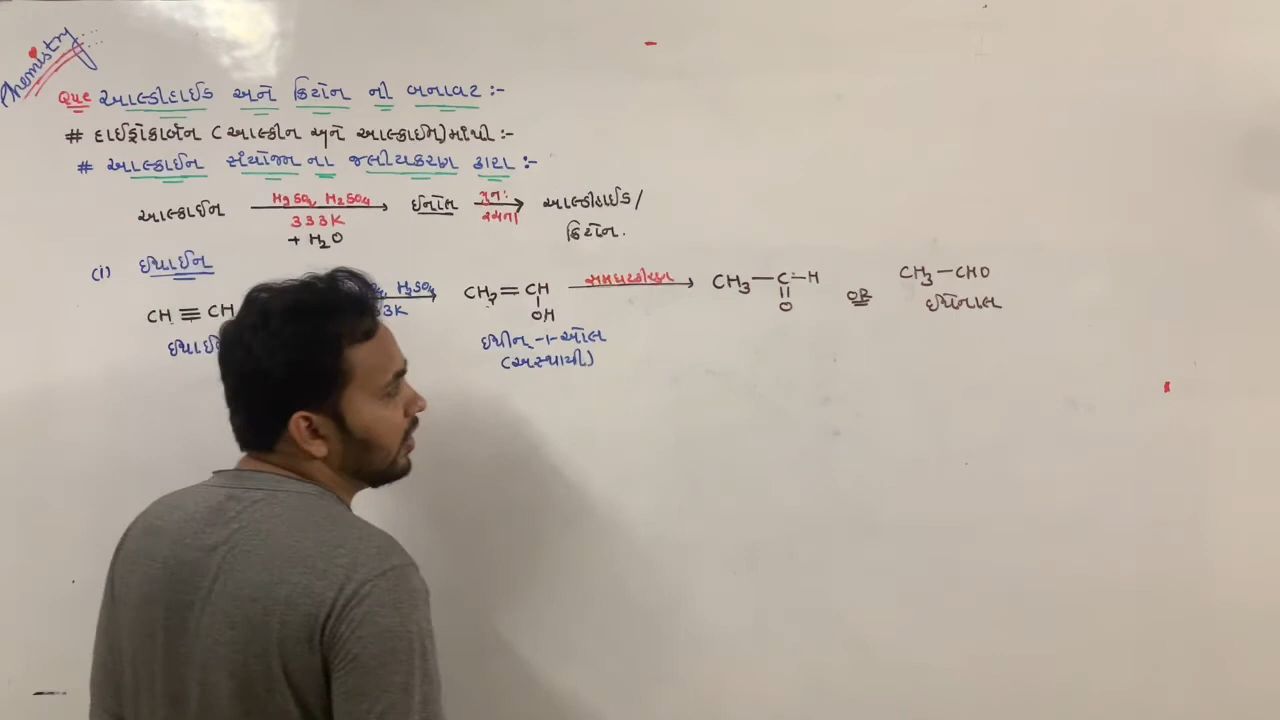 Chemistry
આલ્ડીહાઈડ અને કિટોન ની બનાવટ :-
# હાઈડ્રોકાર્બન (આલ્કીન અને આલ્કાઈન) માંથી :-
# આલ્કાઈન સંયોજન ના જલીયકરણ દ્વારા :-
આલ્કાઈન HgSO4, H2SO4 ઈનોલ પુનઃ આલ્ડીહાઈડ/
333K રચના
+ H2O કિટોન.
(i) ઈથાઈન
CH≡CH H2SO4 CH2=CH સમઘટકીકરણ CH3-C-H OR CH3-CHO
3K OH O ઈથેનાલ
ઈથીન-1-ઓલ
(અસ્થાયી)